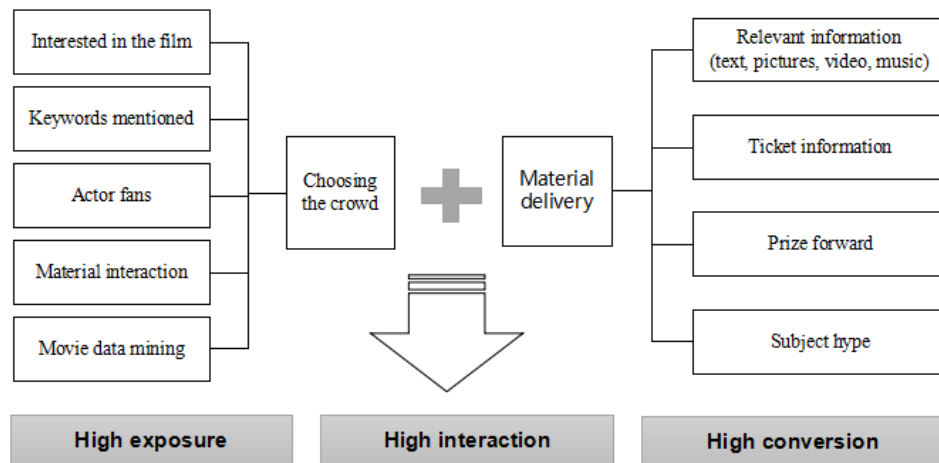 Interested in the film
Keywords mentioned
Actor fans
Material interaction
Movie data mining
Choosing
the crowd
Material
delivery
Relevant information
(text, pictures, video, music)
Ticket information
Prize forward
Subject hype
High exposure
High interaction
High conversion